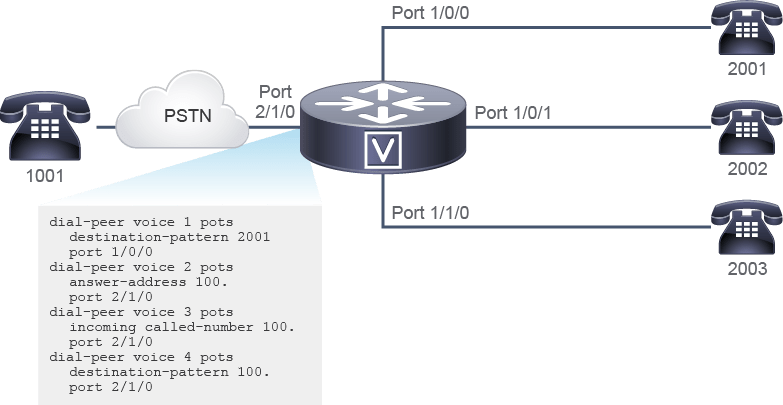 Port 1/0/0
2001
Port
2/1/0
PSTN
Port 1/0/1
V
1001
2002
Port 1/1/0
2003
dial-peer voice 1 pots
destination-pattern 2001
port 1/0/0
dial-peer voice 2 pots
answer-address 100.
port 2/1/0
dial-peer voice 3 pots
incoming called-number 100.
port 2/1/0
dial-peer voice 4 pots
destination-pattern 100.
port 2/1/0